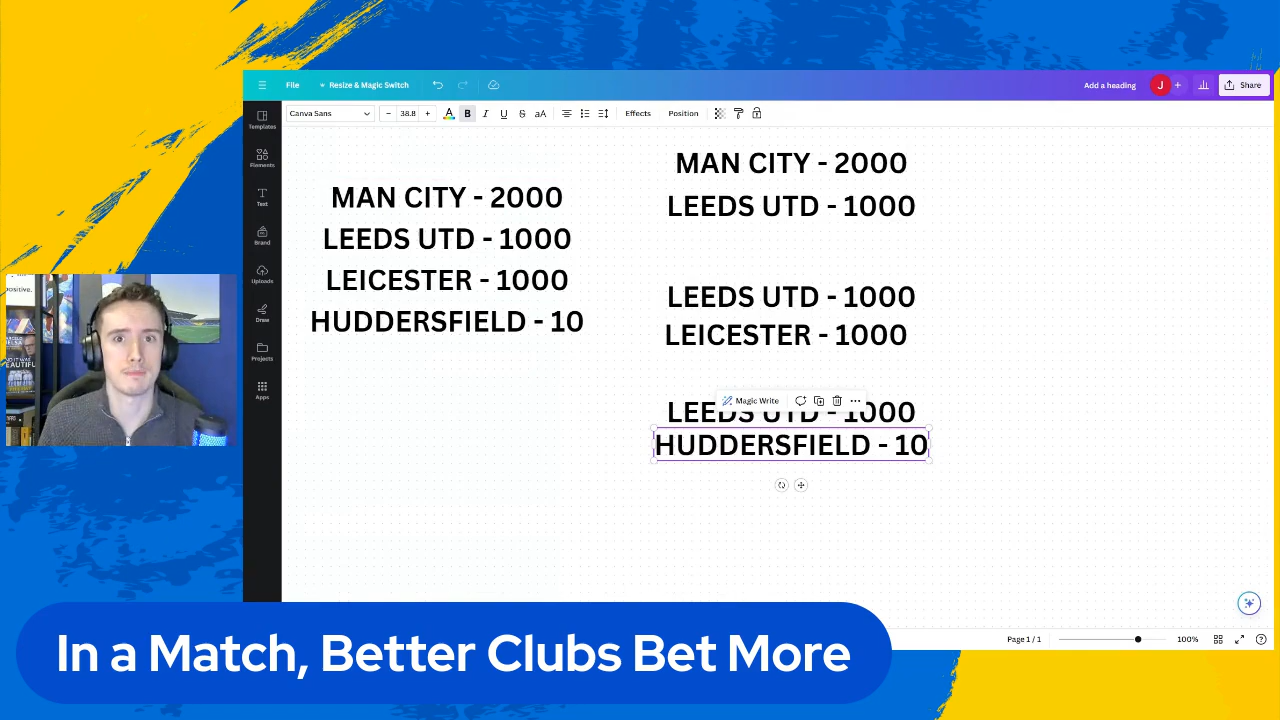 File
Resize & Magic Switch
Add a heading
J
Share
Canva Sans
38.8
A
B
I
U
S
aA
Effects
Position
Templates
Elements
Text
Brand
Uploads
Draw
Projects
Apps
MAN CITY - 2000
LEEDS UTD - 1000
LEICESTER - 1000
HUDDERSFIELD - 10
MAN CITY - 2000
LEEDS UTD - 1000
LEEDS UTD - 1000
LEICESTER - 1000
Magic Write
LEEDS UTD - 1000
HUDDERSFIELD - 10
Page 1 / 1
100%
In a Match, Better Clubs Bet More